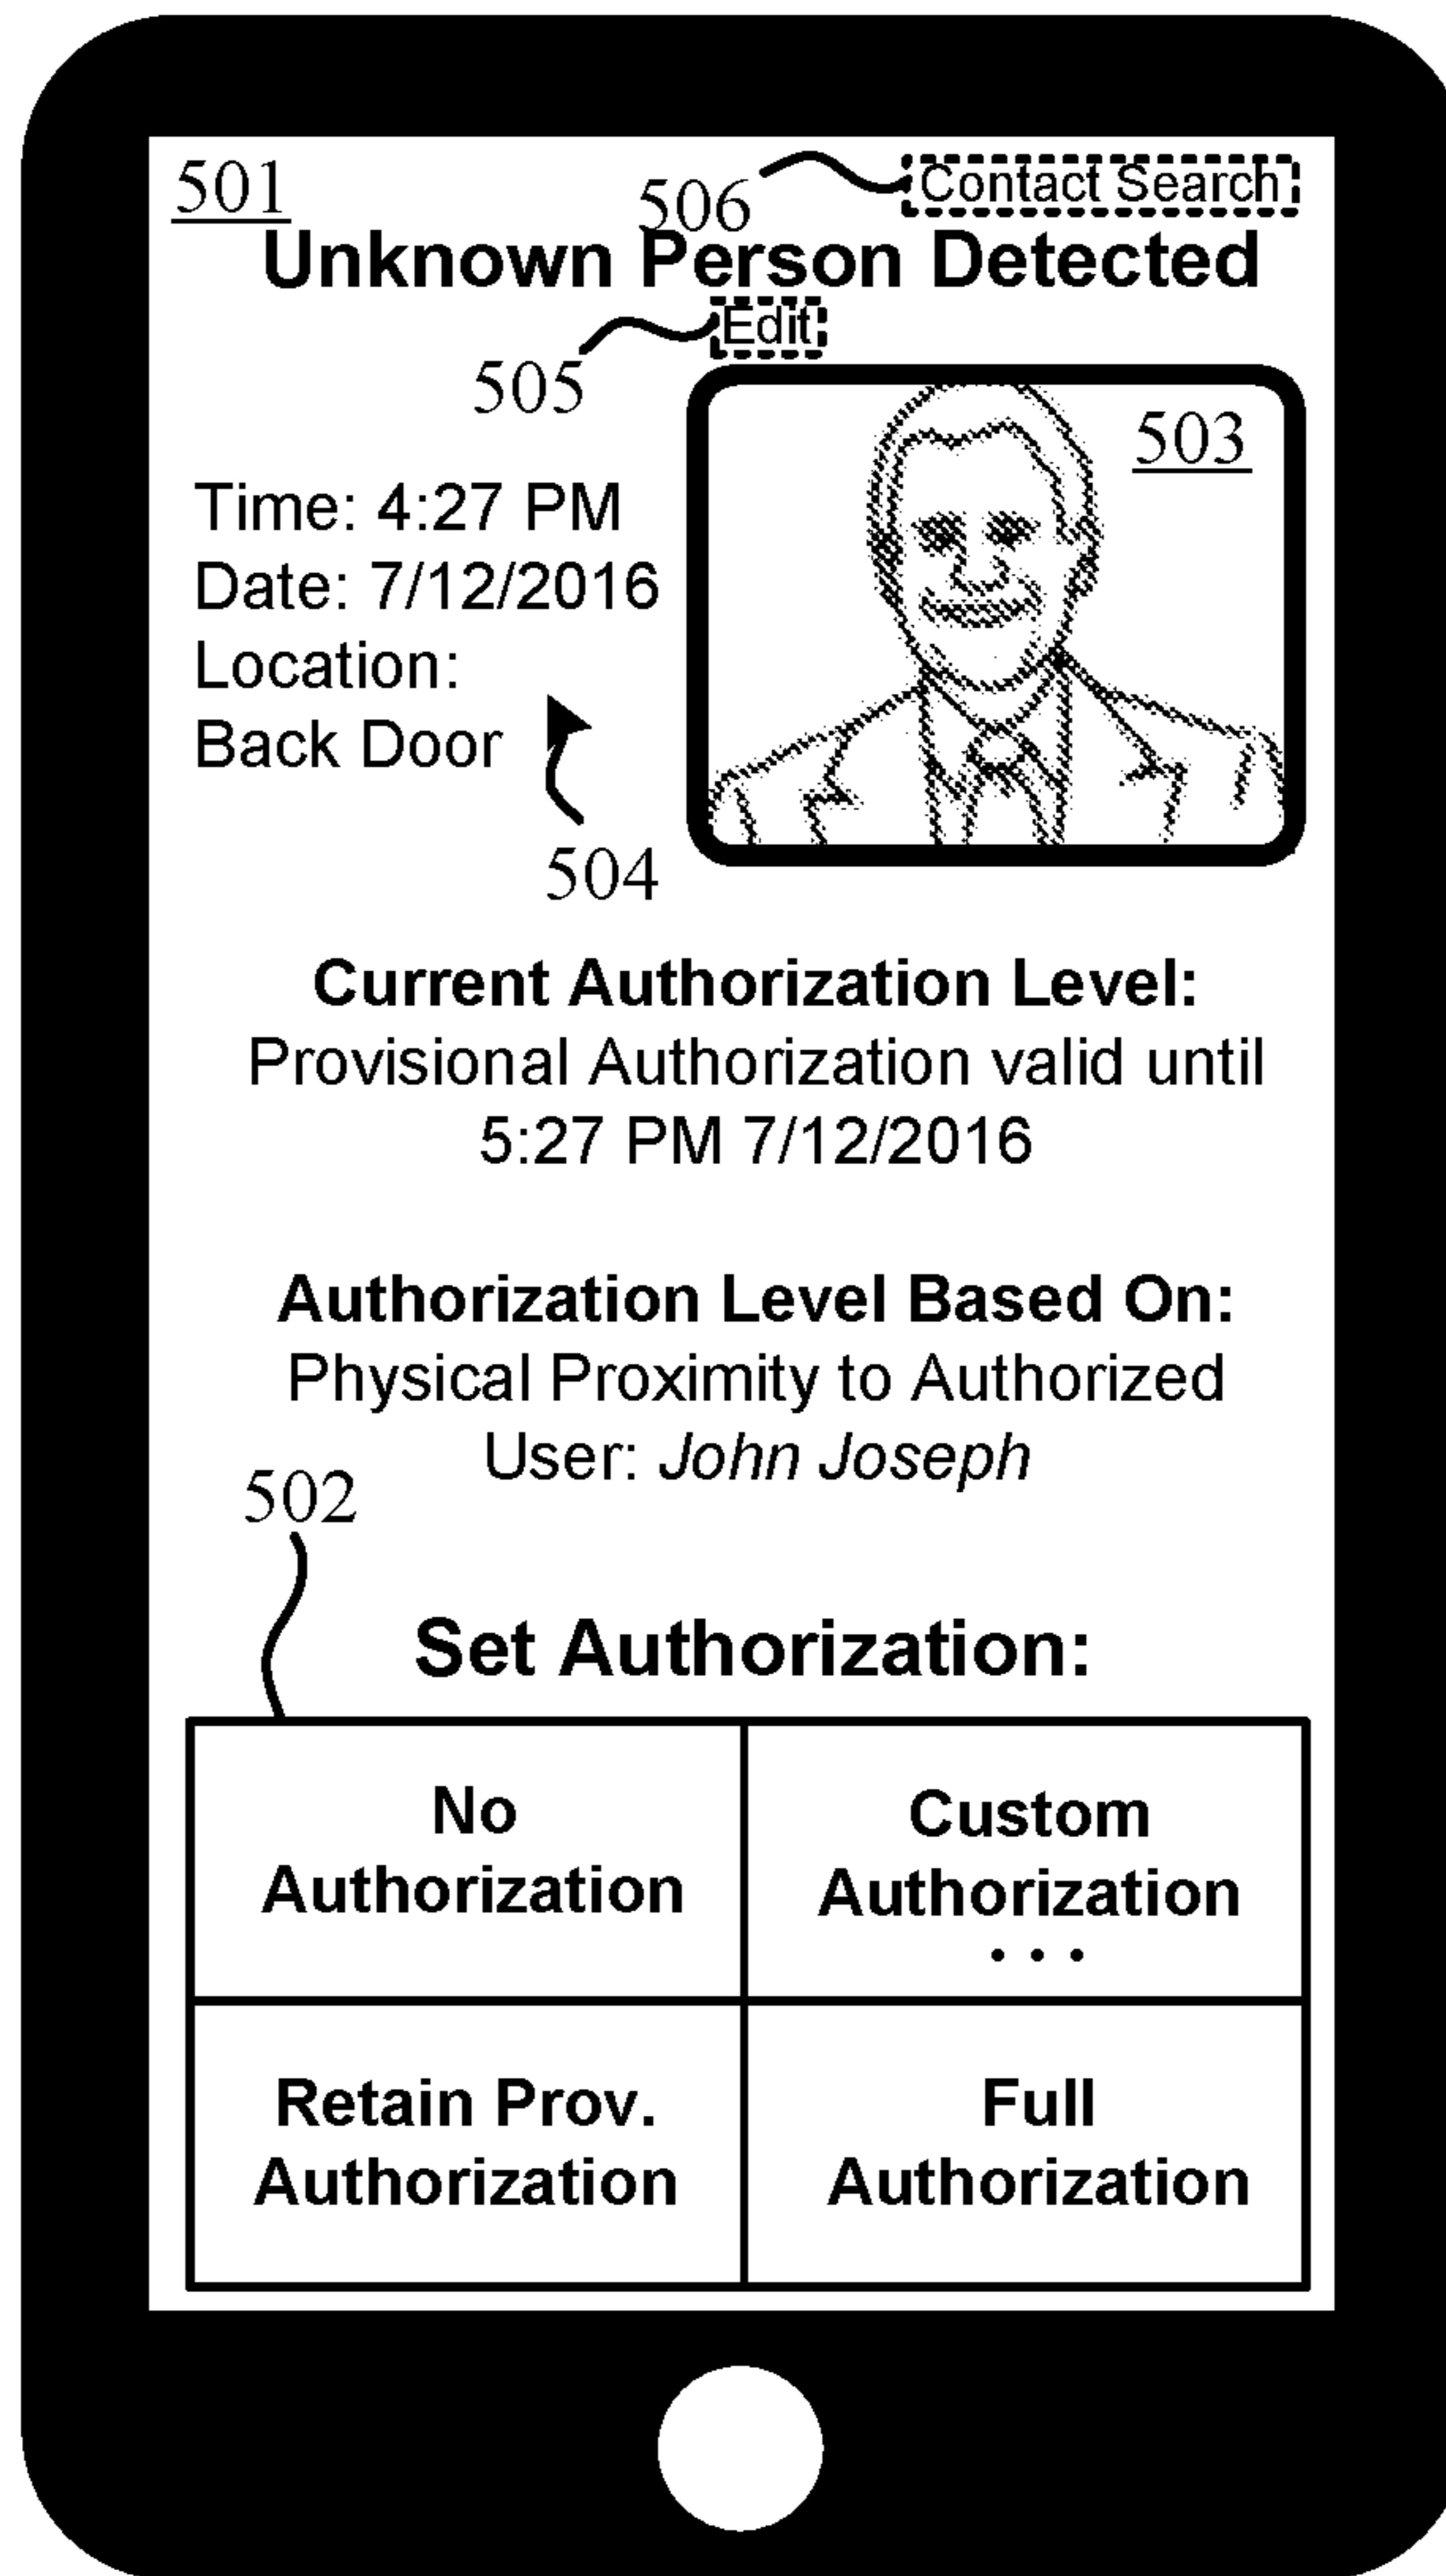 501
506
Contact Search
Unknown Person Detected
Edit
505
503
Time: 4:27 PM
Date: 7/12/2016
Location:
Back Door
504
Current Authorization Level:
Provisional Authorization valid until
5:27 PM 7/12/2016
Authorization Level Based On:
Physical Proximity to Authorized
User: John Joseph
502
Set Authorization:
No
Authorization
Custom
Authorization
...
Retain Prov.
Authorization
Full
Authorization